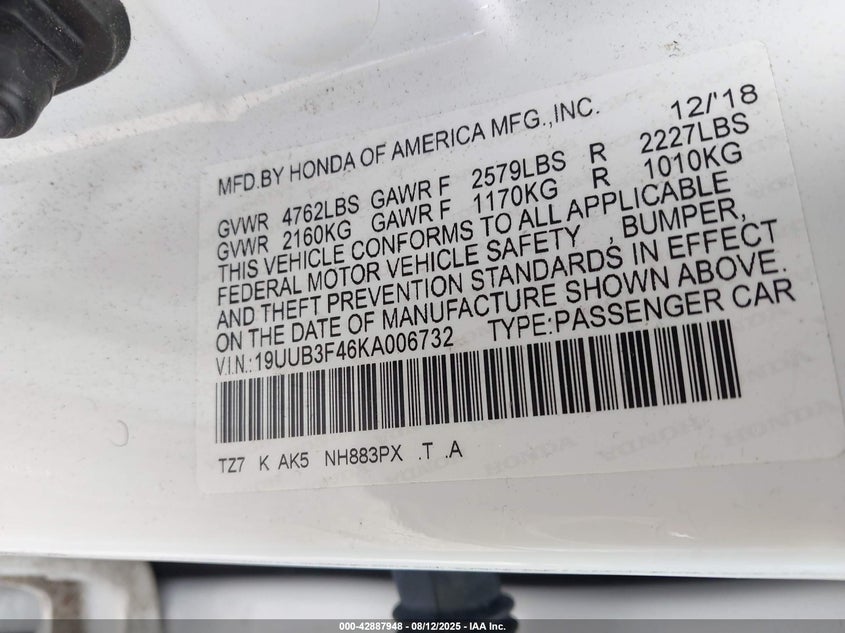 MFD.BY HONDA OF AMERICA MFG.,INC. 12/'18
GVWR 4762LBS GAWR F 2579LBS R 2227LBS
GVWR 2160KG GAWR F 1170KG R 1010KG
THIS VEHICLE CONFORMS TO ALL APPLICABLE
FEDERAL MOTOR VEHICLE SAFETY , BUMPER,
AND THEFT PREVENTION STANDARDS IN EFFECT
ON THE DATE OF MANUFACTURE SHOWN ABOVE.
V.I.N.:19UUB3F46KA006732 TYPE:PASSENGER CAR
TZ7 K AK5 NH883PX .T .A
HONDA
000-42887948 - 08/12/2025 - IAA Inc.